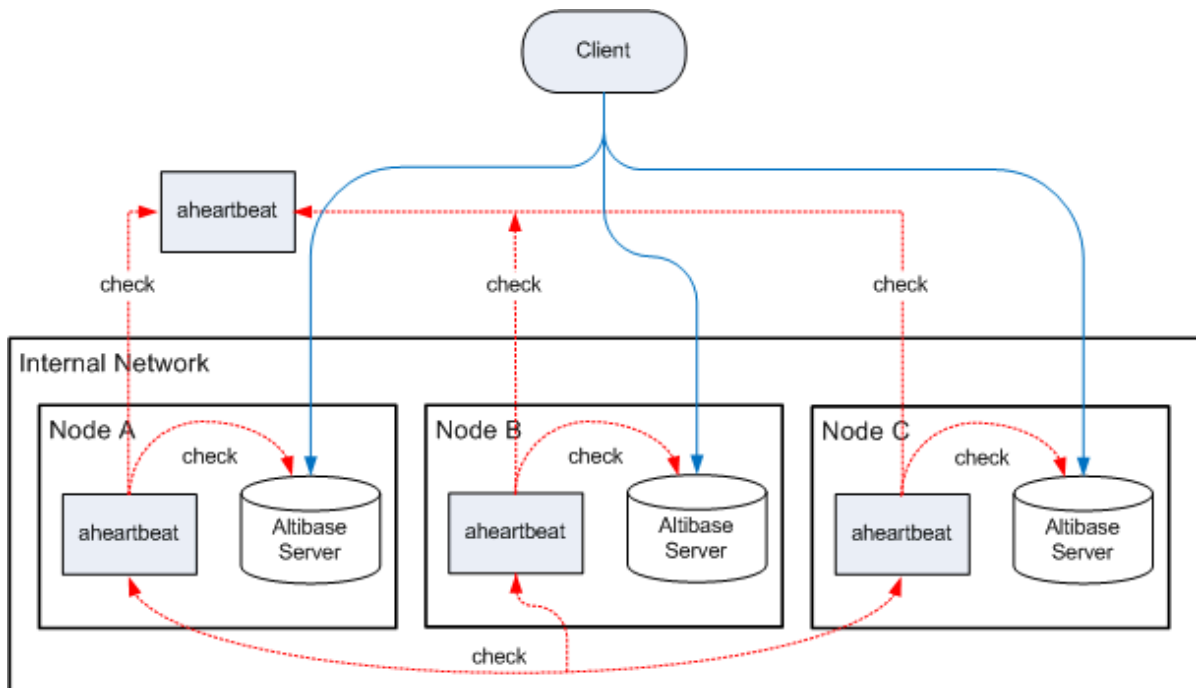 Client
aheartbeat
check
check
check
Internal Network
Node A
check
aheartbeat
Altibase
Server
Node B
check
aheartbeat
Altibase
Server
Node C
check
aheartbeat
Altibase
Server
check